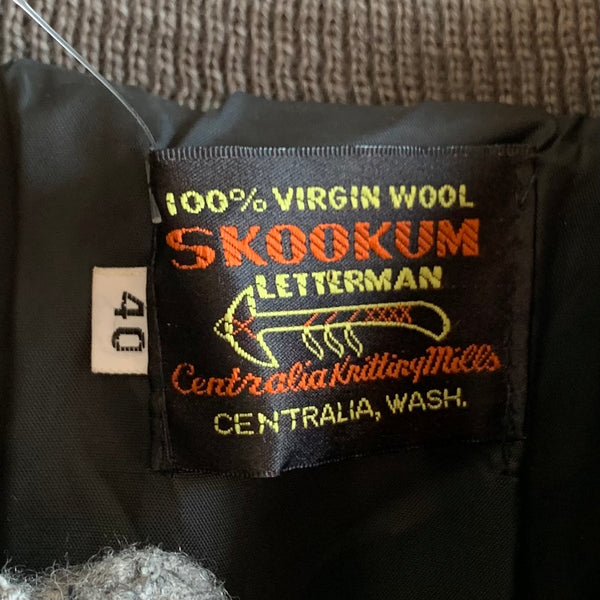 100% VIRGIN WOOL
SKOOKUM
LETTERMAN
Centralia Knitting Mills
CENTRALIA, WASH.
40